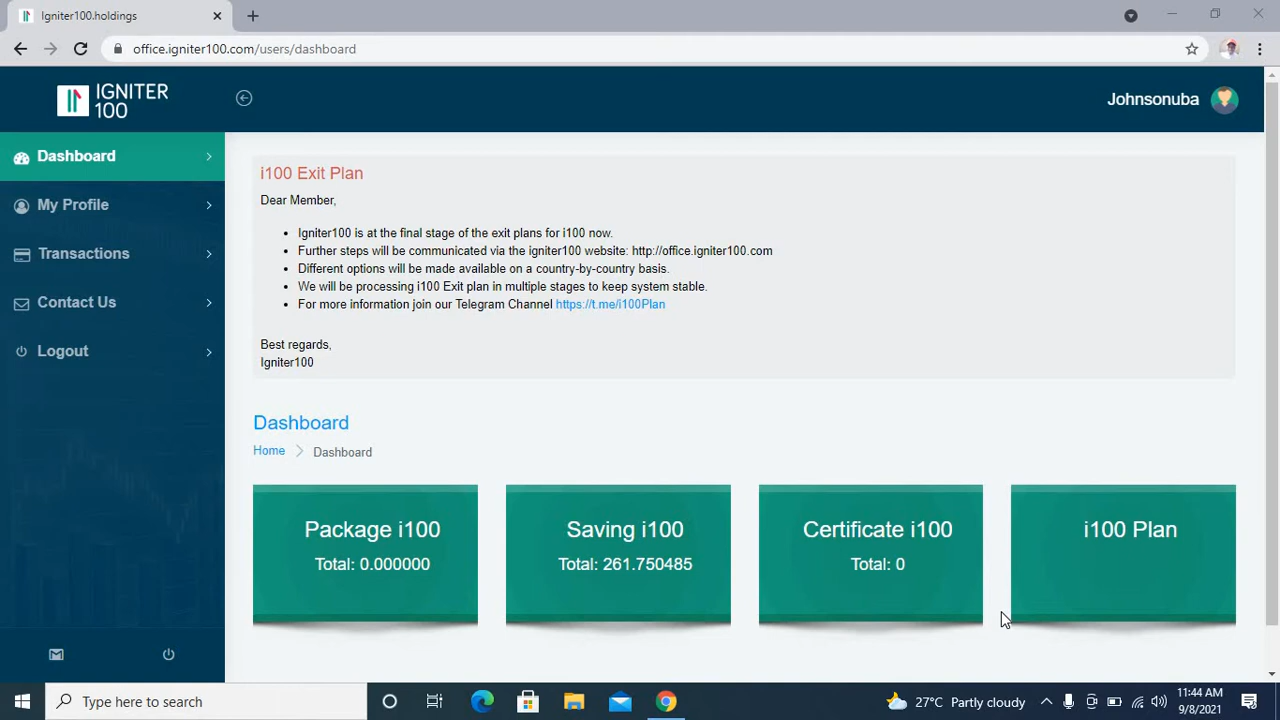 Igniter100.holdings
office.igniter100.com/users/dashboard
IGNITER
100
Johnsonuba
Dashboard
My Profile
Transactions
Contact Us
Logout
i100 Exit Plan
Dear Member,
Igniter100 is at the final stage of the exit plans for i100 now.
Further steps will be communicated via the igniter100 website: http://office.igniter100.com
Different options will be made available on a country-by-country basis.
We will be processing i100 Exit plan in multiple stages to keep system stable.
For more information join our Telegram Channel https://t.me/i100Plan
Best regards,
Igniter100
Dashboard
Home Dashboard
Package i100
Total: 0.000000
Saving i100
Total: 261.750485
Certificate i100
Total: 0
i100 Plan
Type here to search
27°C Partly cloudy
11:44 AM
9/8/2021